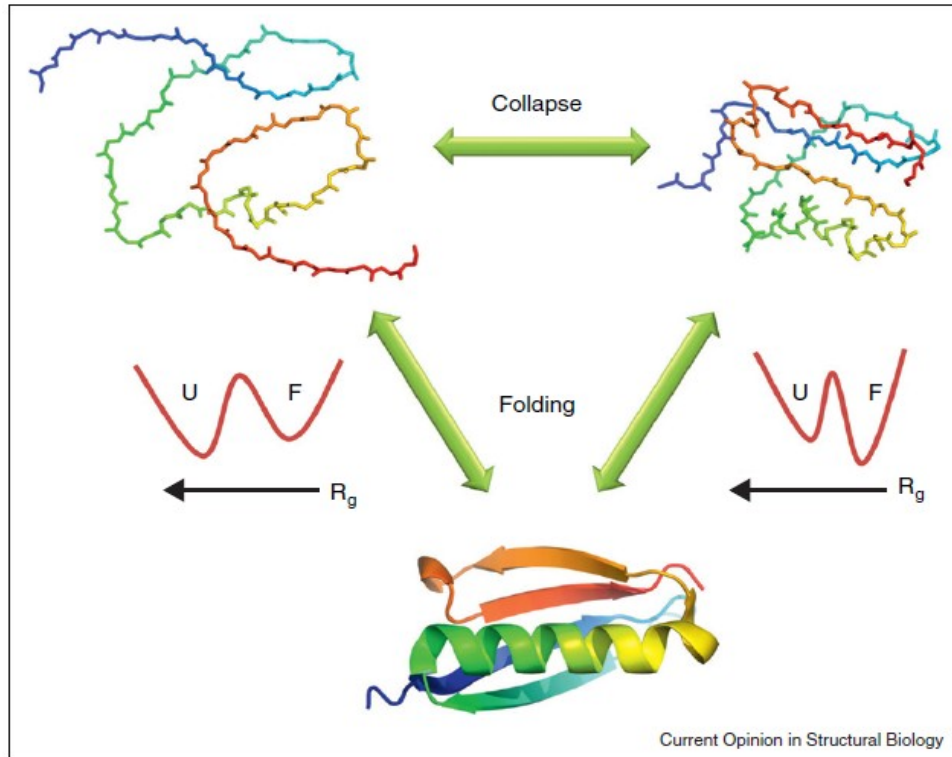 Collapse
U
F
Folding
U
F
Rg
Rg
Current Opinion in Structural Biology